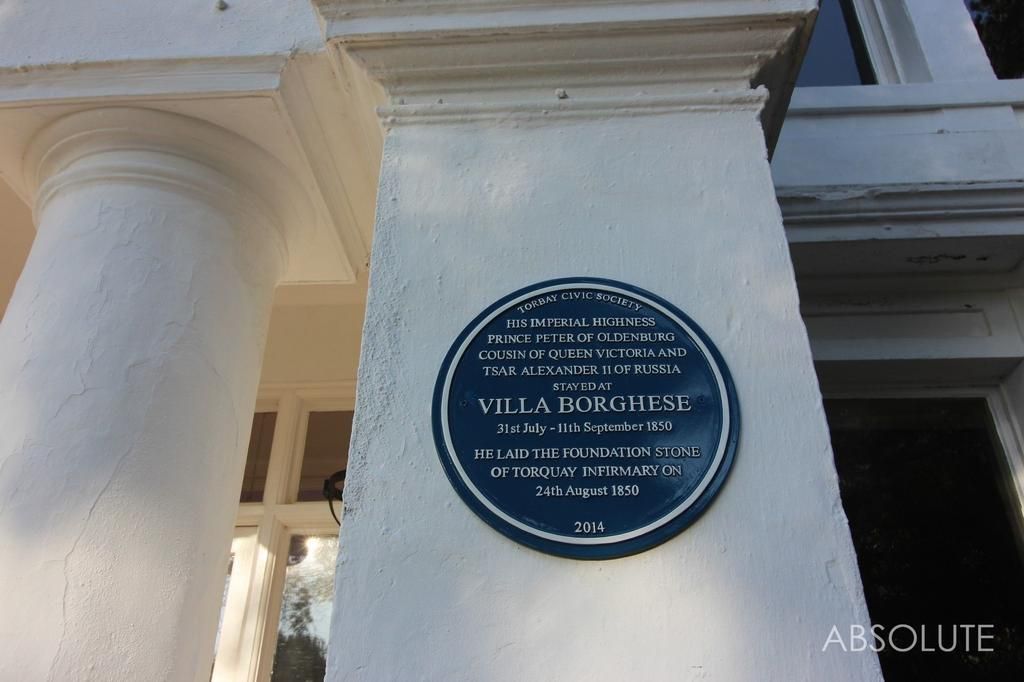 TORBAY CIVIC SOCIETY
HIS IMPERIAL HIGHNESS
PRINCE PETER OF OLDENBURG
COUSIN OF QUEEN VICTORIA AND
TSAR ALEXANDER 11 OF RUSSIA
STAYED AT
VILLA BORGHESE
31st July - 11th September 1850
HE LAID THE FOUNDATION STONE
OF TORQUAY INFIRMARY ON
24th August 1850
2014
ABSOLUTE